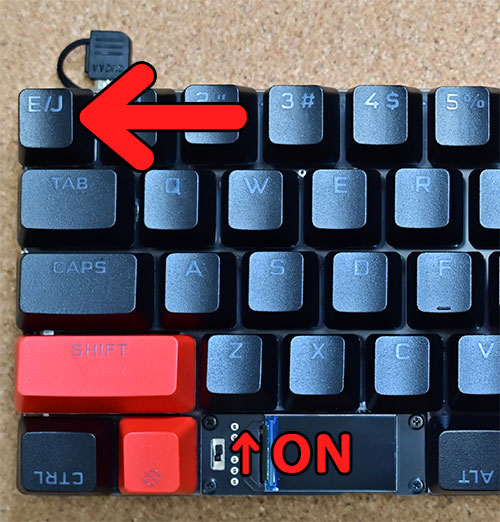 E/J 2" 3# 4$ 5%
TAB Q W E R
CAPS A S D F
SHIFT Z X C V
CTRL ↑ON ALT